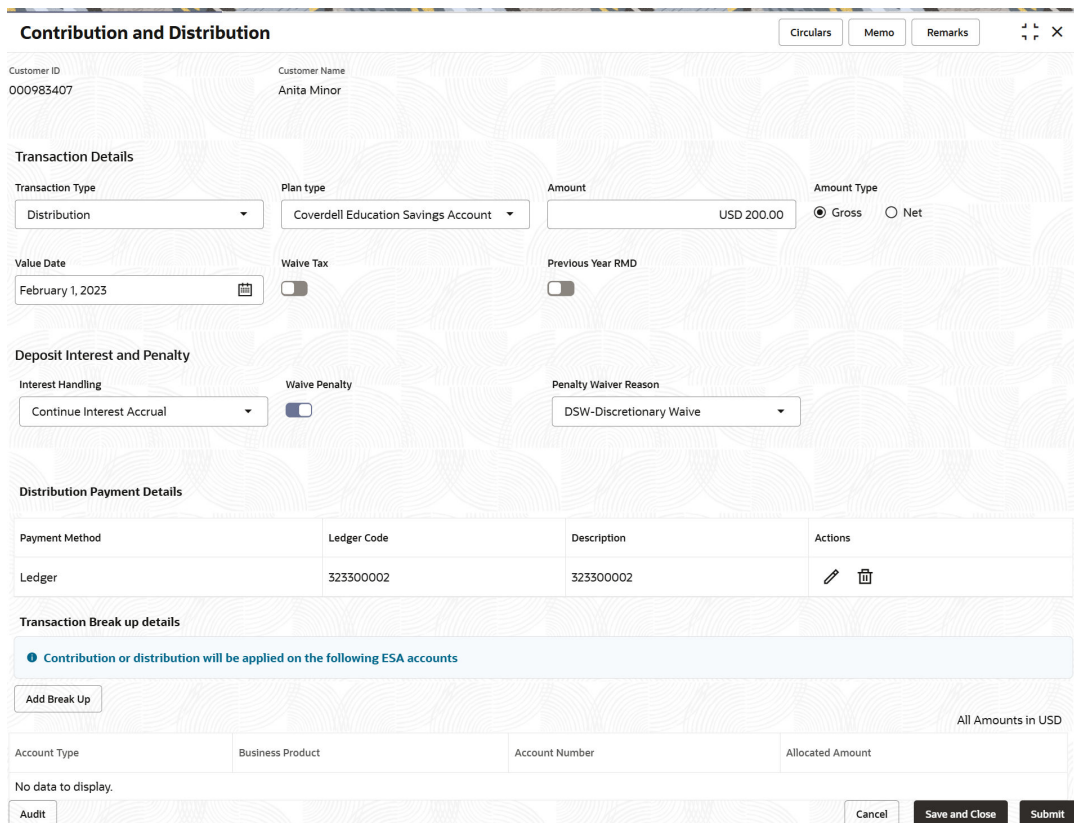 Contribution and Distribution
Circulars Memo Remarks
Customer ID Customer Name
000983407 Anita Minor
Transaction Details
Transaction Type Plan type Amount Amount Type
Distribution Coverdell Education Savings Account USD 200.00 Gross Net
Value Date Waive Tax Previous Year RMD
February 1, 2023
Deposit Interest and Penalty
Interest Handling Waive Penalty Penalty Waiver Reason
Continue Interest Accrual DSW-Discretionary Waive
Distribution Payment Details
Payment Method Ledger Code Description Actions
Ledger 323300002 323300002
Transaction Break up details
Contribution or distribution will be applied on the following ESA accounts
Add Break Up
All Amounts in USD
Account Type Business Product Account Number Allocated Amount
No data to display.
Audit Cancel Save and Close Submit